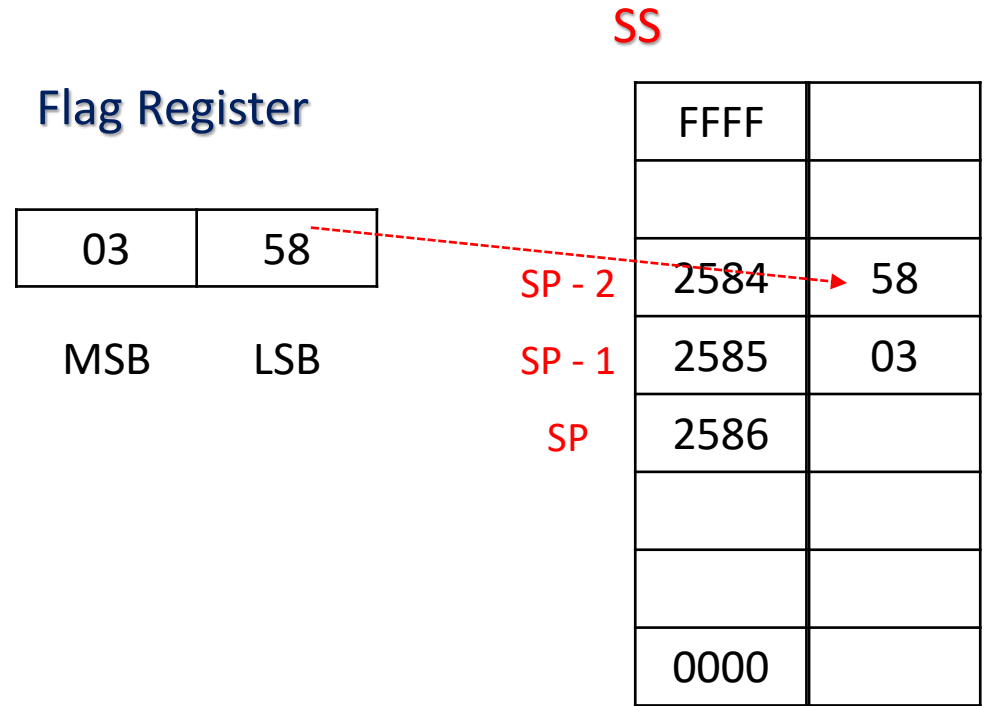 SS
Flag Register
FFFF
03 58
SP - 2 2584 58
MSB LSB
SP - 1 2585 03
SP 2586
0000